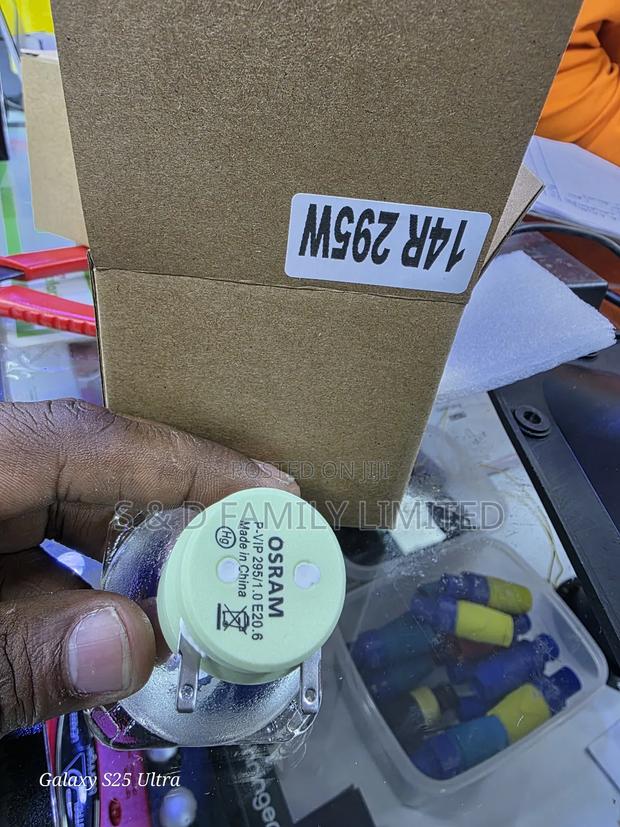 14R 295W
POSTED ON JIJI
S & D FAMILY LIMITED
OSRAM
P-VIP 295/1.0 E20.6
Made in China
Hg
Galaxy S25 Ultra